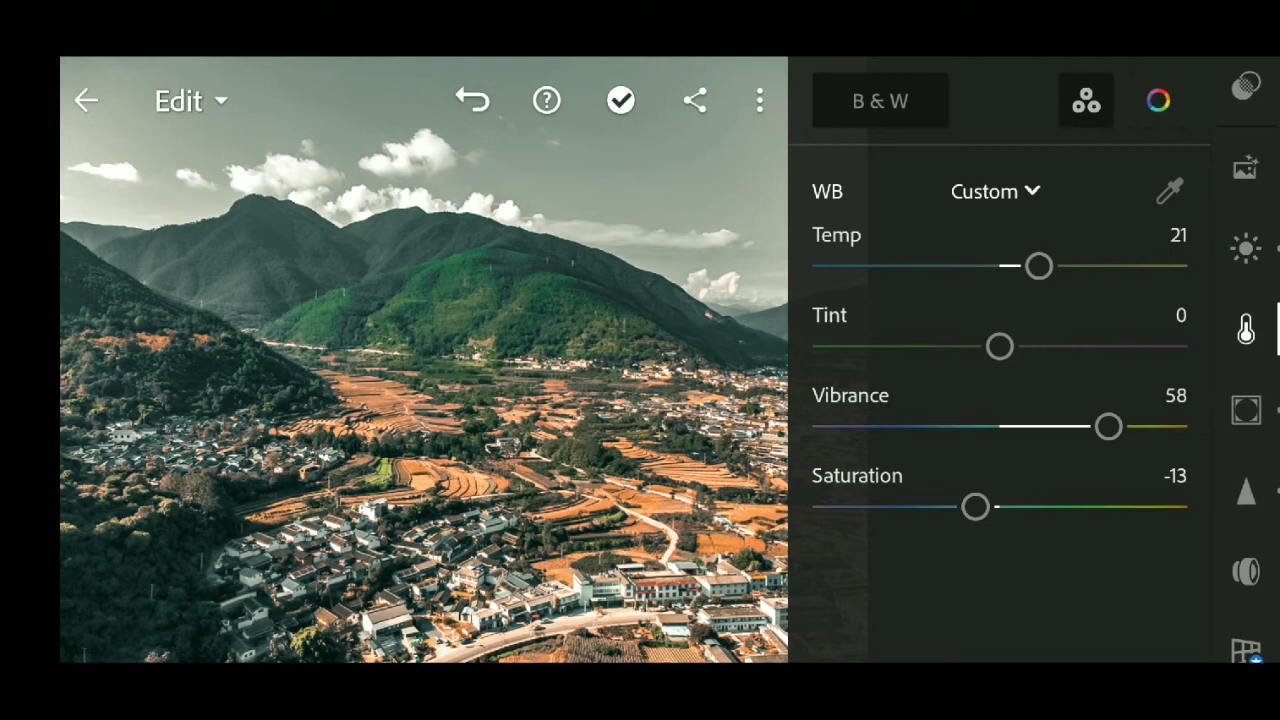 Edit
B & W
WB Custom
Temp 21
Tint 0
Vibrance 58
Saturation -13